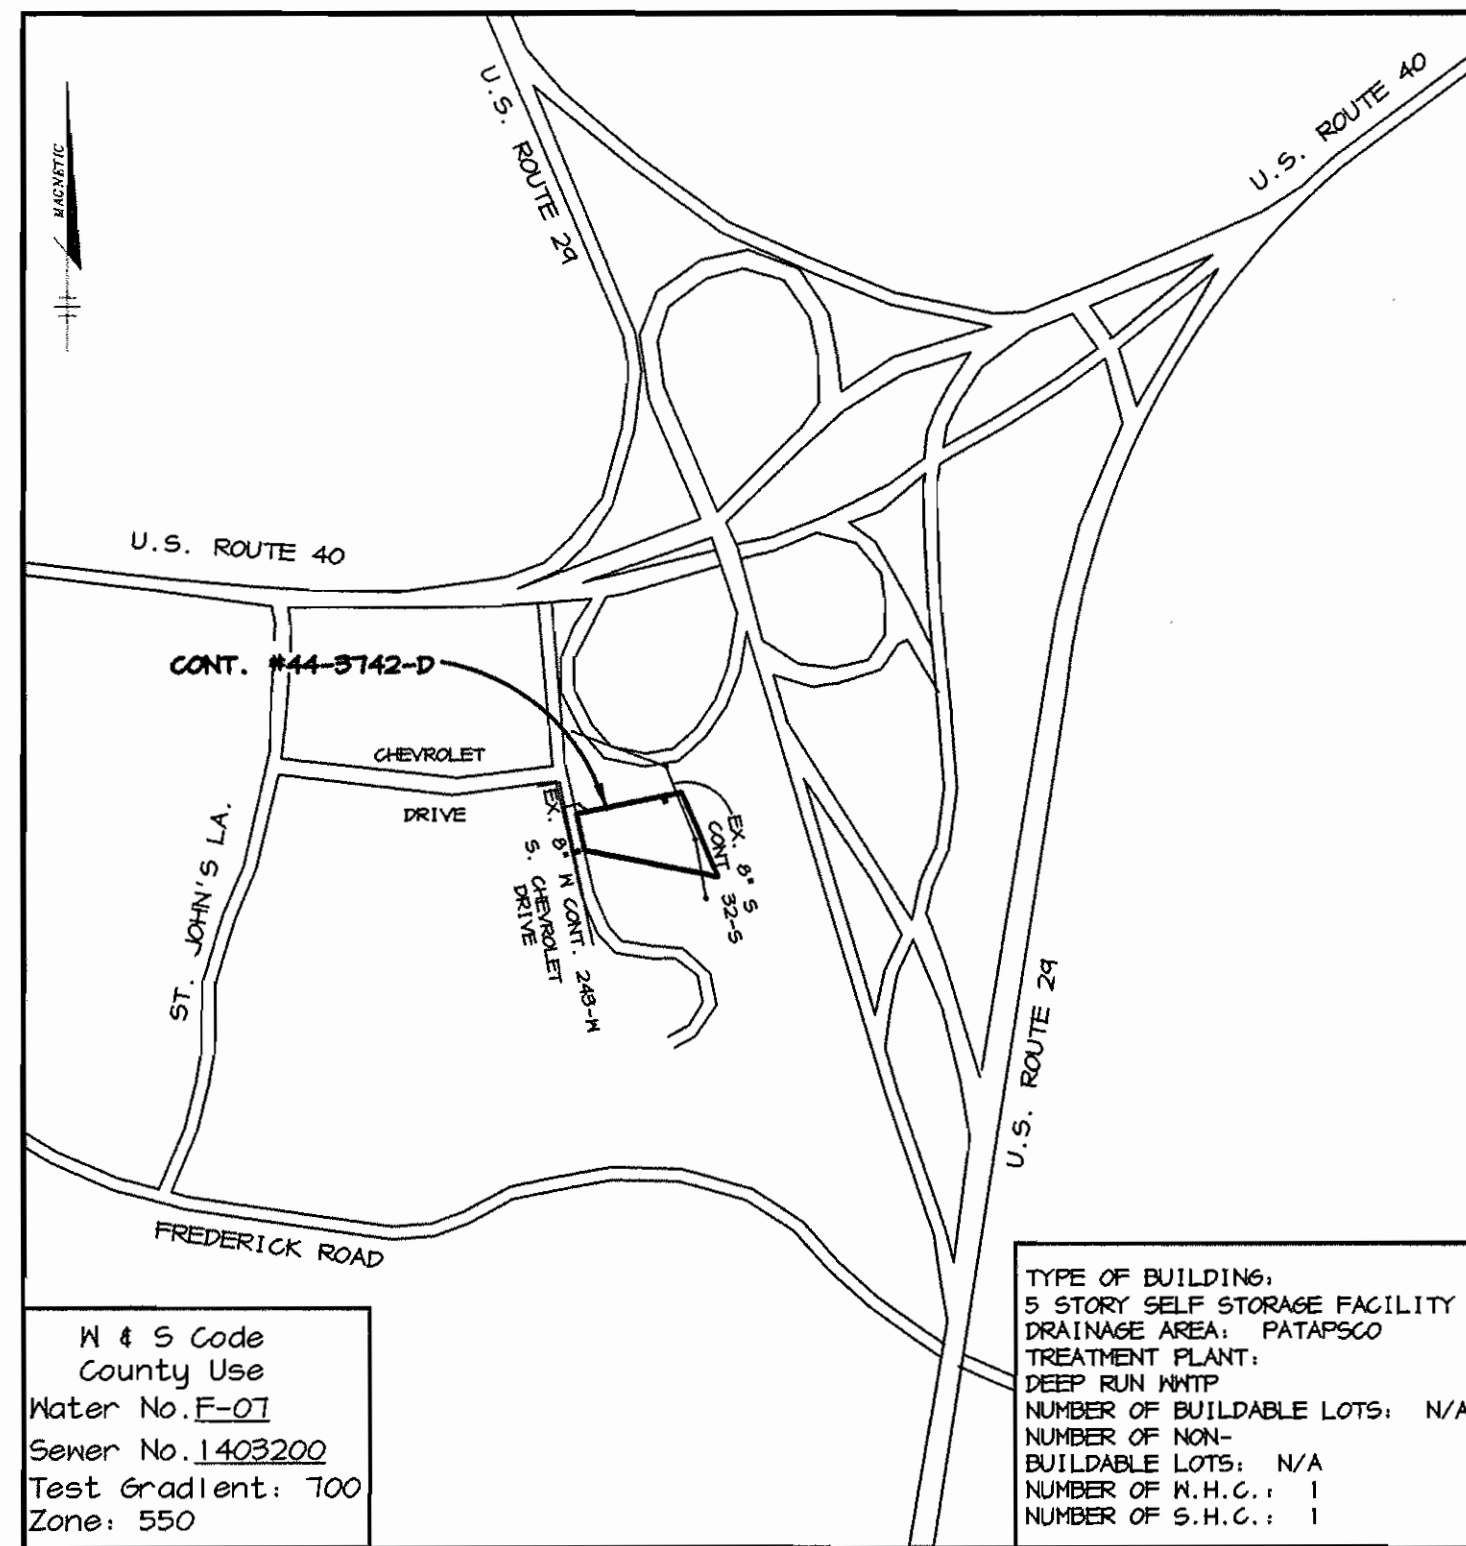 U.S. ROUTE 40
U.S. ROUTE 29
MAGNETIC
U.S. ROUTE 40
CONT. #44-3742-D
CHEVROLET
DRIVE
EX. 8" W CONT. 248-W
S. CHEVROLET
DRIVE
EX. 8" S
CONT 32-S
ST. JOHN'S LA.
U.S. ROUTE 29
FREDERICK ROAD
W & S Code
County Use
Water No. F-07
Sewer No. 1403200
Test Gradient: 700
Zone: 550
TYPE OF BUILDING:
5 STORY SELF STORAGE FACILITY
DRAINAGE AREA: PATAPSCO
TREATMENT PLANT:
DEEP RUN WWTP
NUMBER OF BUILDABLE LOTS: N/A
NUMBER OF NON-
BUILDABLE LOTS: N/A
NUMBER OF W.H.C.: 1
NUMBER OF S.H.C.: 1